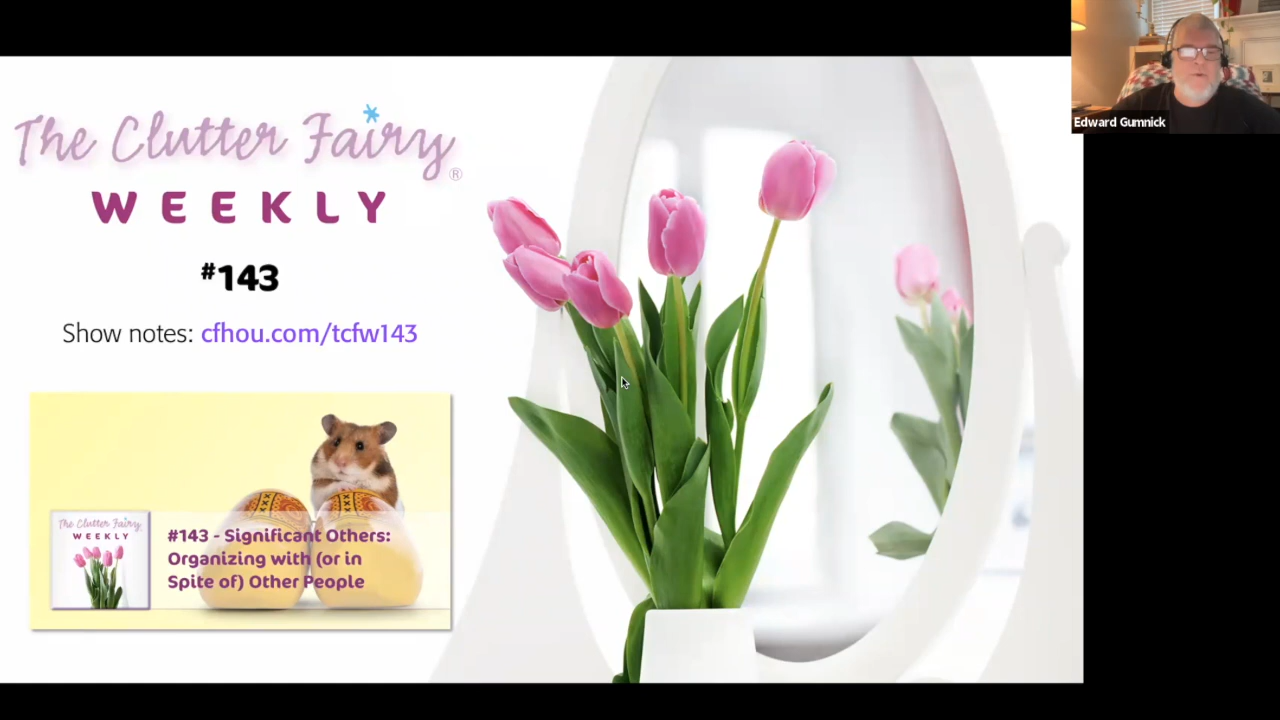 The Clutter Fairy®
WEEKLY
#143
Show notes: cfhou.com/tcfw143
The Clutter Fairy
WEEKLY
#143 - Significant Others:
Organizing with (or in
Spite of) Other People
Edward Gumnick